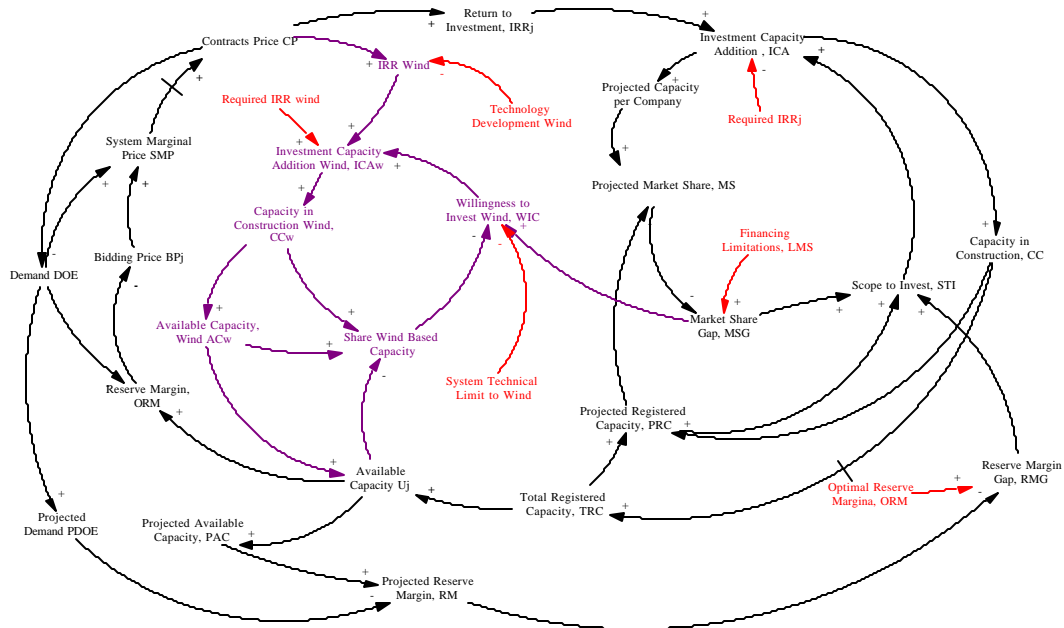 Return to
Investment, IRRj
Contracts Price CP
Investment Capacity
Addition , ICA
IRR Wind
Required IRR wind
Technology
Development Wind
Projected Capacity
per Company
Required IRRj
System Marginal
Price SMP
Investment Capacity
Addition Wind, ICAw
Projected Market Share, MS
Willingness to
Invest Wind, WIC
Capacity in
Construction Wind,
CCw
Financing
Limitations, LMS
Capacity in
Construction, CC
Bidding Price BPj
Demand DOE
Scope to Invest, STI
Available Capacity,
Wind ACw
Share Wind Based
Capacity
Market Share
Gap, MSG
System Technical
Limit to Wind
Reserve Margin,
ORM
Projected Registered
Capacity, PRC
Available
Capacity Uj
Total Registered
Capacity, TRC
Optimal Reserve
Margina, ORM
Reserve Margin
Gap, RMG
Projected
Demand PDOE
Projected Available
Capacity, PAC
Projected Reserve
Margin, RM